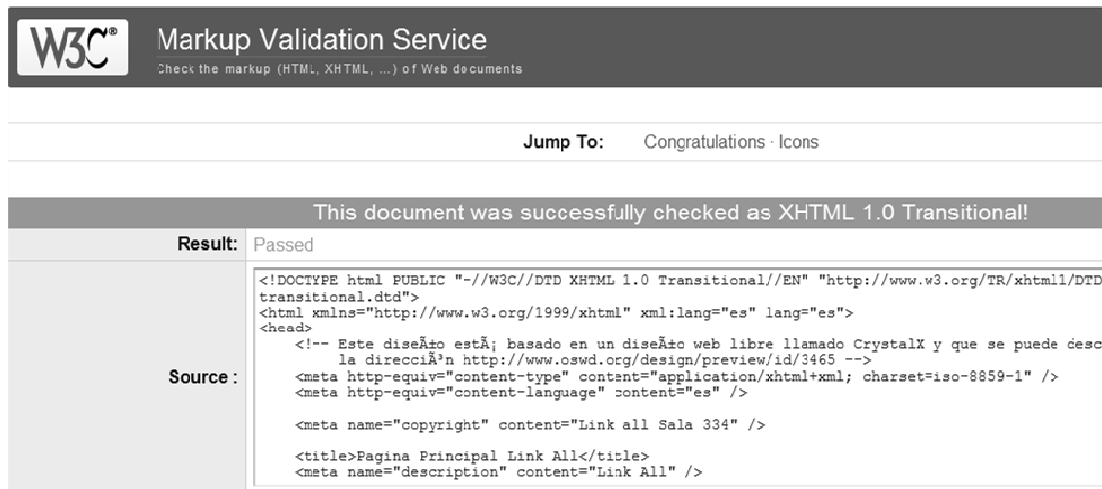 W3C®
Markup Validation Service
Check the markup (HTML, XHTML, ...) of Web documents
Jump To: Congratulations · Icons
This document was successfully checked as XHTML 1.0 Transitional!
Result: Passed
Source :
<!DOCTYPE html PUBLIC "-//W3C//DTD XHTML 1.0 Transitional//EN" "http://www.w3.org/TR/xhtml1/DTD
transitional.dtd">
<html xmlns="http://www.w3.org/1999/xhtml" xml:lang="es" lang="es">
<head>
<!-- Este diseÃ±o estÃ¡ basado en un diseÃ±o web libre llamado CrystalX y que se puede desc
la direcciÃ³n http://www.oswd.org/design/preview/id/3465 -->
<meta http-equiv="content-type" content="application/xhtml+xml; charset=iso-8859-1" />
<meta http-equiv="content-language" content="es" />
<meta name="copyright" content="Link all Sala 334" />
<title>Pagina Principal Link All</title>
<meta name="description" content="Link All" />